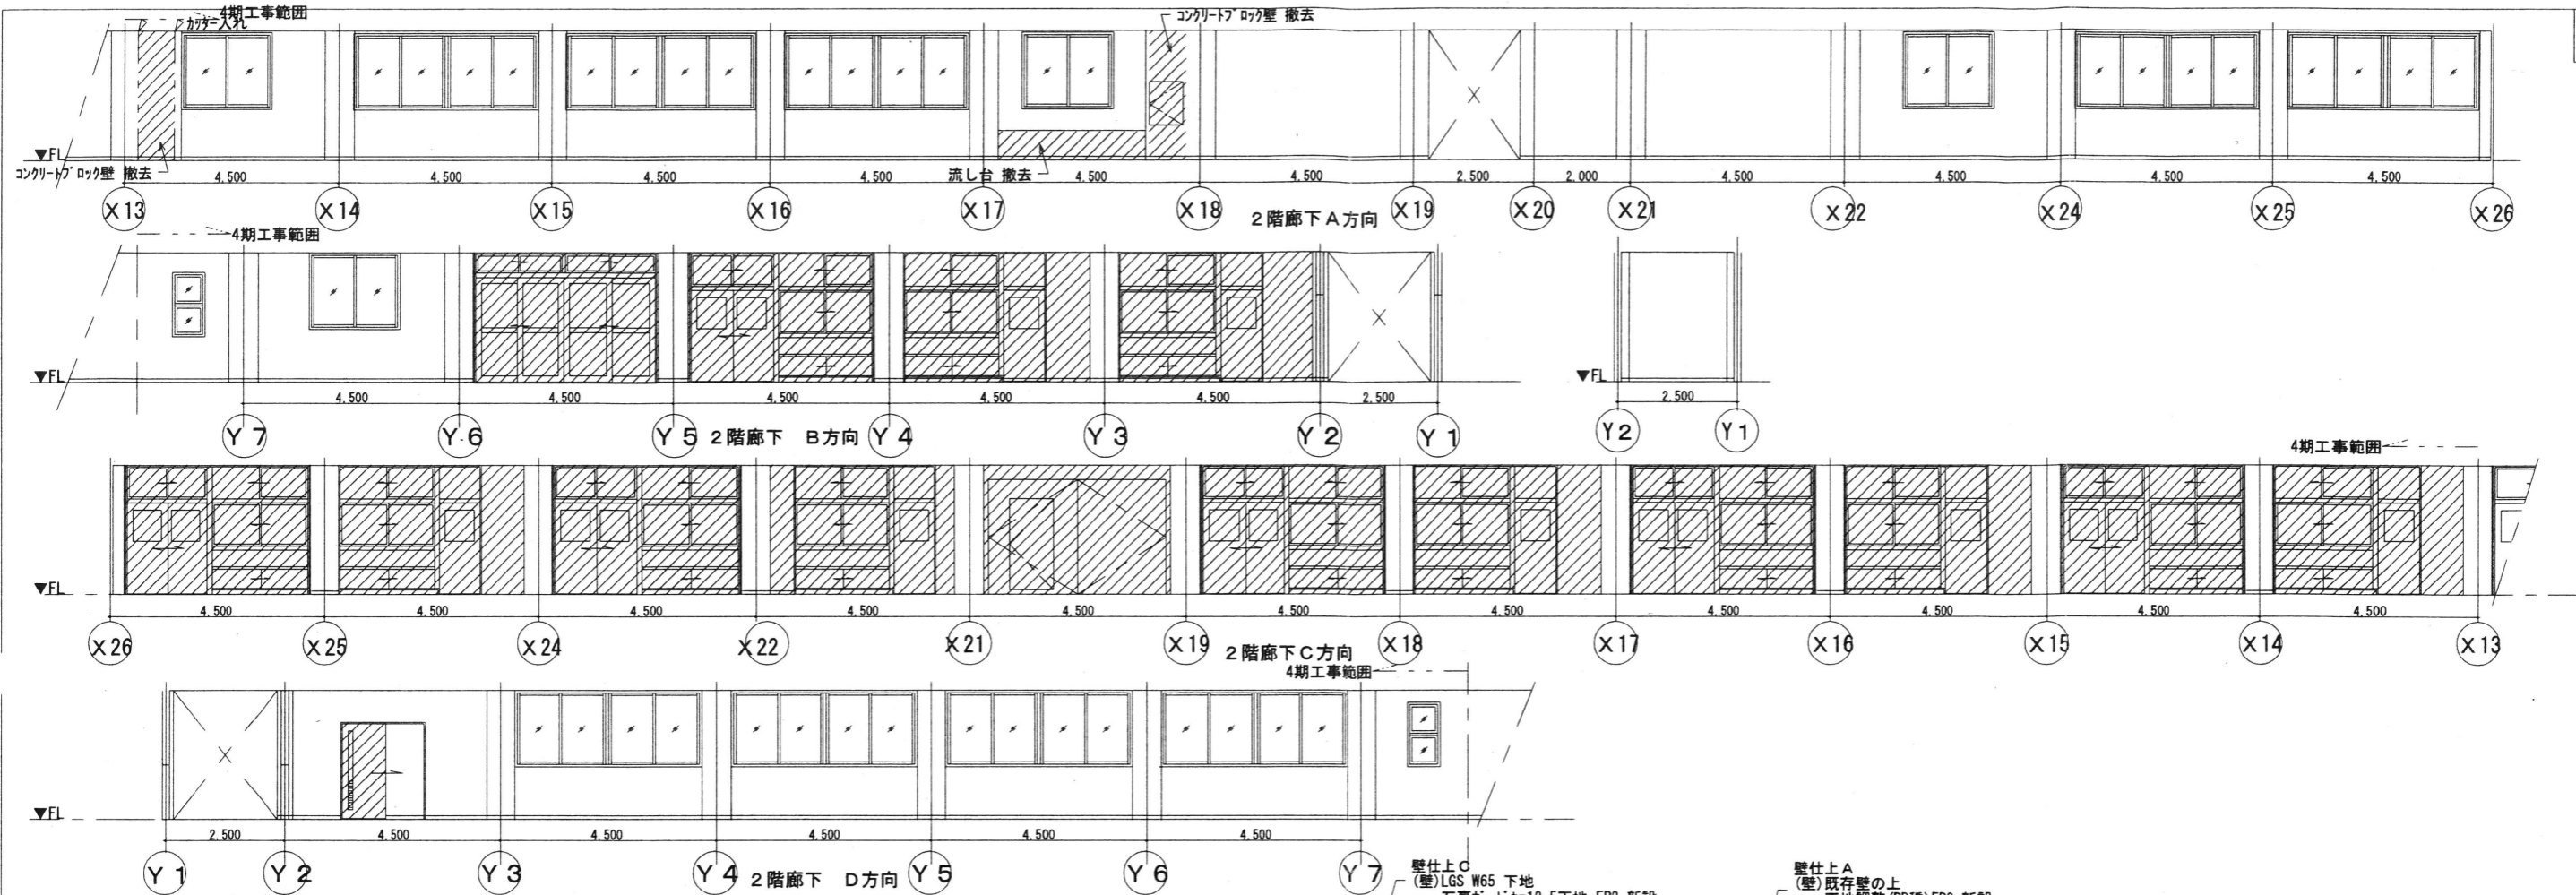 4期工事範囲
カッター入れ
コンクリートブロック壁 撤去
▼FL
コンクリートブロック壁 撤去
流し台 撤去
4.500 4.500 4.500 4.500 4.500 4.500 2.500 2.000 4.500 4.500 4.500 4.500
X13 X14 X15 X16 X17 X18 X19 X20 X21 X22 X24 X25 X26
2階廊下A方向
4期工事範囲
▼FL
▼FL
4.500 4.500 4.500 4.500 4.500 2.500
2.500
Y7 Y6 Y5 Y4 Y3 Y2 Y1
Y2 Y1
2階廊下 B方向
4期工事範囲
▼FL
4.500 4.500 4.500 4.500 4.500 4.500 4.500 4.500 4.500 4.500 4.500
X26 X25 X24 X22 X21 X19 X18 X17 X16 X15 X14 X13
2階廊下C方向
4期工事範囲
▼FL
2.500 4.500 4.500 4.500 4.500 4.500
Y1 Y2 Y3 Y4 Y5 Y6 Y7
2階廊下 D方向
壁仕上C
(壁)LGS W65 下地
壁仕上A
(壁)既存壁の上